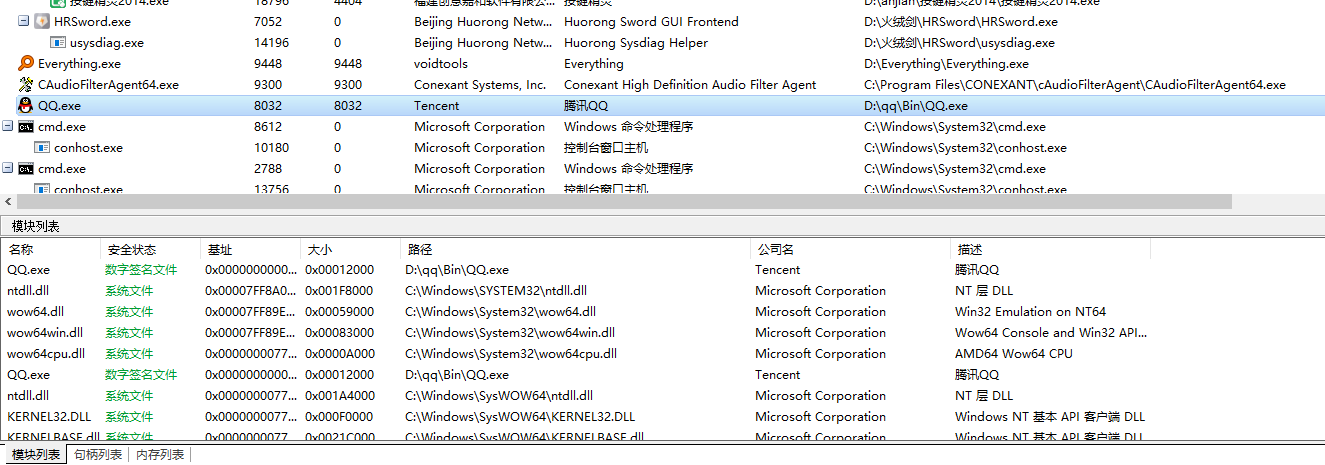 按键精灵2014.exe 18796 4404 福建创意嘉和软件有限公... 按键精灵 D:\anjian\按键精灵2014\按键精灵2014.exe
HRSword.exe 7052 0 Beijing Huorong Netw... Huorong Sword GUI Frontend D:\火绒剑\HRSword\HRSword.exe
usysdiag.exe 14196 0 Beijing Huorong Netw... Huorong Sysdiag Helper D:\火绒剑\HRSword\usysdiag.exe
Everything.exe 9448 9448 voidtools Everything D:\Everything\Everything.exe
CAudioFilterAgent64.exe 9300 9300 Conexant Systems, Inc. Conexant High Definition Audio Filter Agent C:\Program Files\CONEXANT\cAudioFilterAgent\CAudioFilterAgent64.exe
QQ.exe 8032 8032 Tencent 腾讯QQ D:\qq\Bin\QQ.exe
cmd.exe 8612 0 Microsoft Corporation Windows 命令处理程序 C:\Windows\System32\cmd.exe
conhost.exe 10180 0 Microsoft Corporation 控制台窗口主机 C:\Windows\System32\conhost.exe
cmd.exe 2788 0 Microsoft Corporation Windows 命令处理程序 C:\Windows\System32\cmd.exe
conhost.exe 13756 0 Microsoft Corporation 控制台窗口主机 C:\Windows\System32\conhost.exe
模块列表
名称 安全状态 基址 大小 路径 公司名 描述
QQ.exe 数字签名文件 0x0000000000... 0x00012000 D:\qq\Bin\QQ.exe Tencent 腾讯QQ
ntdll.dll 系统文件 0x00007FF8A0... 0x001F8000 C:\Windows\SYSTEM32\ntdll.dll Microsoft Corporation NT 层 DLL
wow64.dll 系统文件 0x00007FF89E... 0x00059000 C:\Windows\System32\wow64.dll Microsoft Corporation Win32 Emulation on NT64
wow64win.dll 系统文件 0x00007FF89E... 0x00083000 C:\Windows\System32\wow64win.dll Microsoft Corporation Wow64 Console and Win32 API...
wow64cpu.dll 系统文件 0x0000000077... 0x0000A000 C:\Windows\System32\wow64cpu.dll Microsoft Corporation AMD64 Wow64 CPU
QQ.exe 数字签名文件 0x0000000000... 0x00012000 D:\qq\Bin\QQ.exe Tencent 腾讯QQ
ntdll.dll 系统文件 0x0000000077... 0x001A4000 C:\Windows\SysWOW64\ntdll.dll Microsoft Corporation NT 层 DLL
KERNEL32.DLL 系统文件 0x0000000077... 0x000F0000 C:\Windows\SysWOW64\KERNEL32.DLL Microsoft Corporation Windows NT 基本 API 客户端 DLL
KERNELBASE.dll 系统文件 0x0000000077... 0x0021C000 C:\Windows\SysWOW64\KERNELBASE.dll Microsoft Corporation Windows NT 基本 API 客户端 DLL
模块列表 句柄列表 内存列表